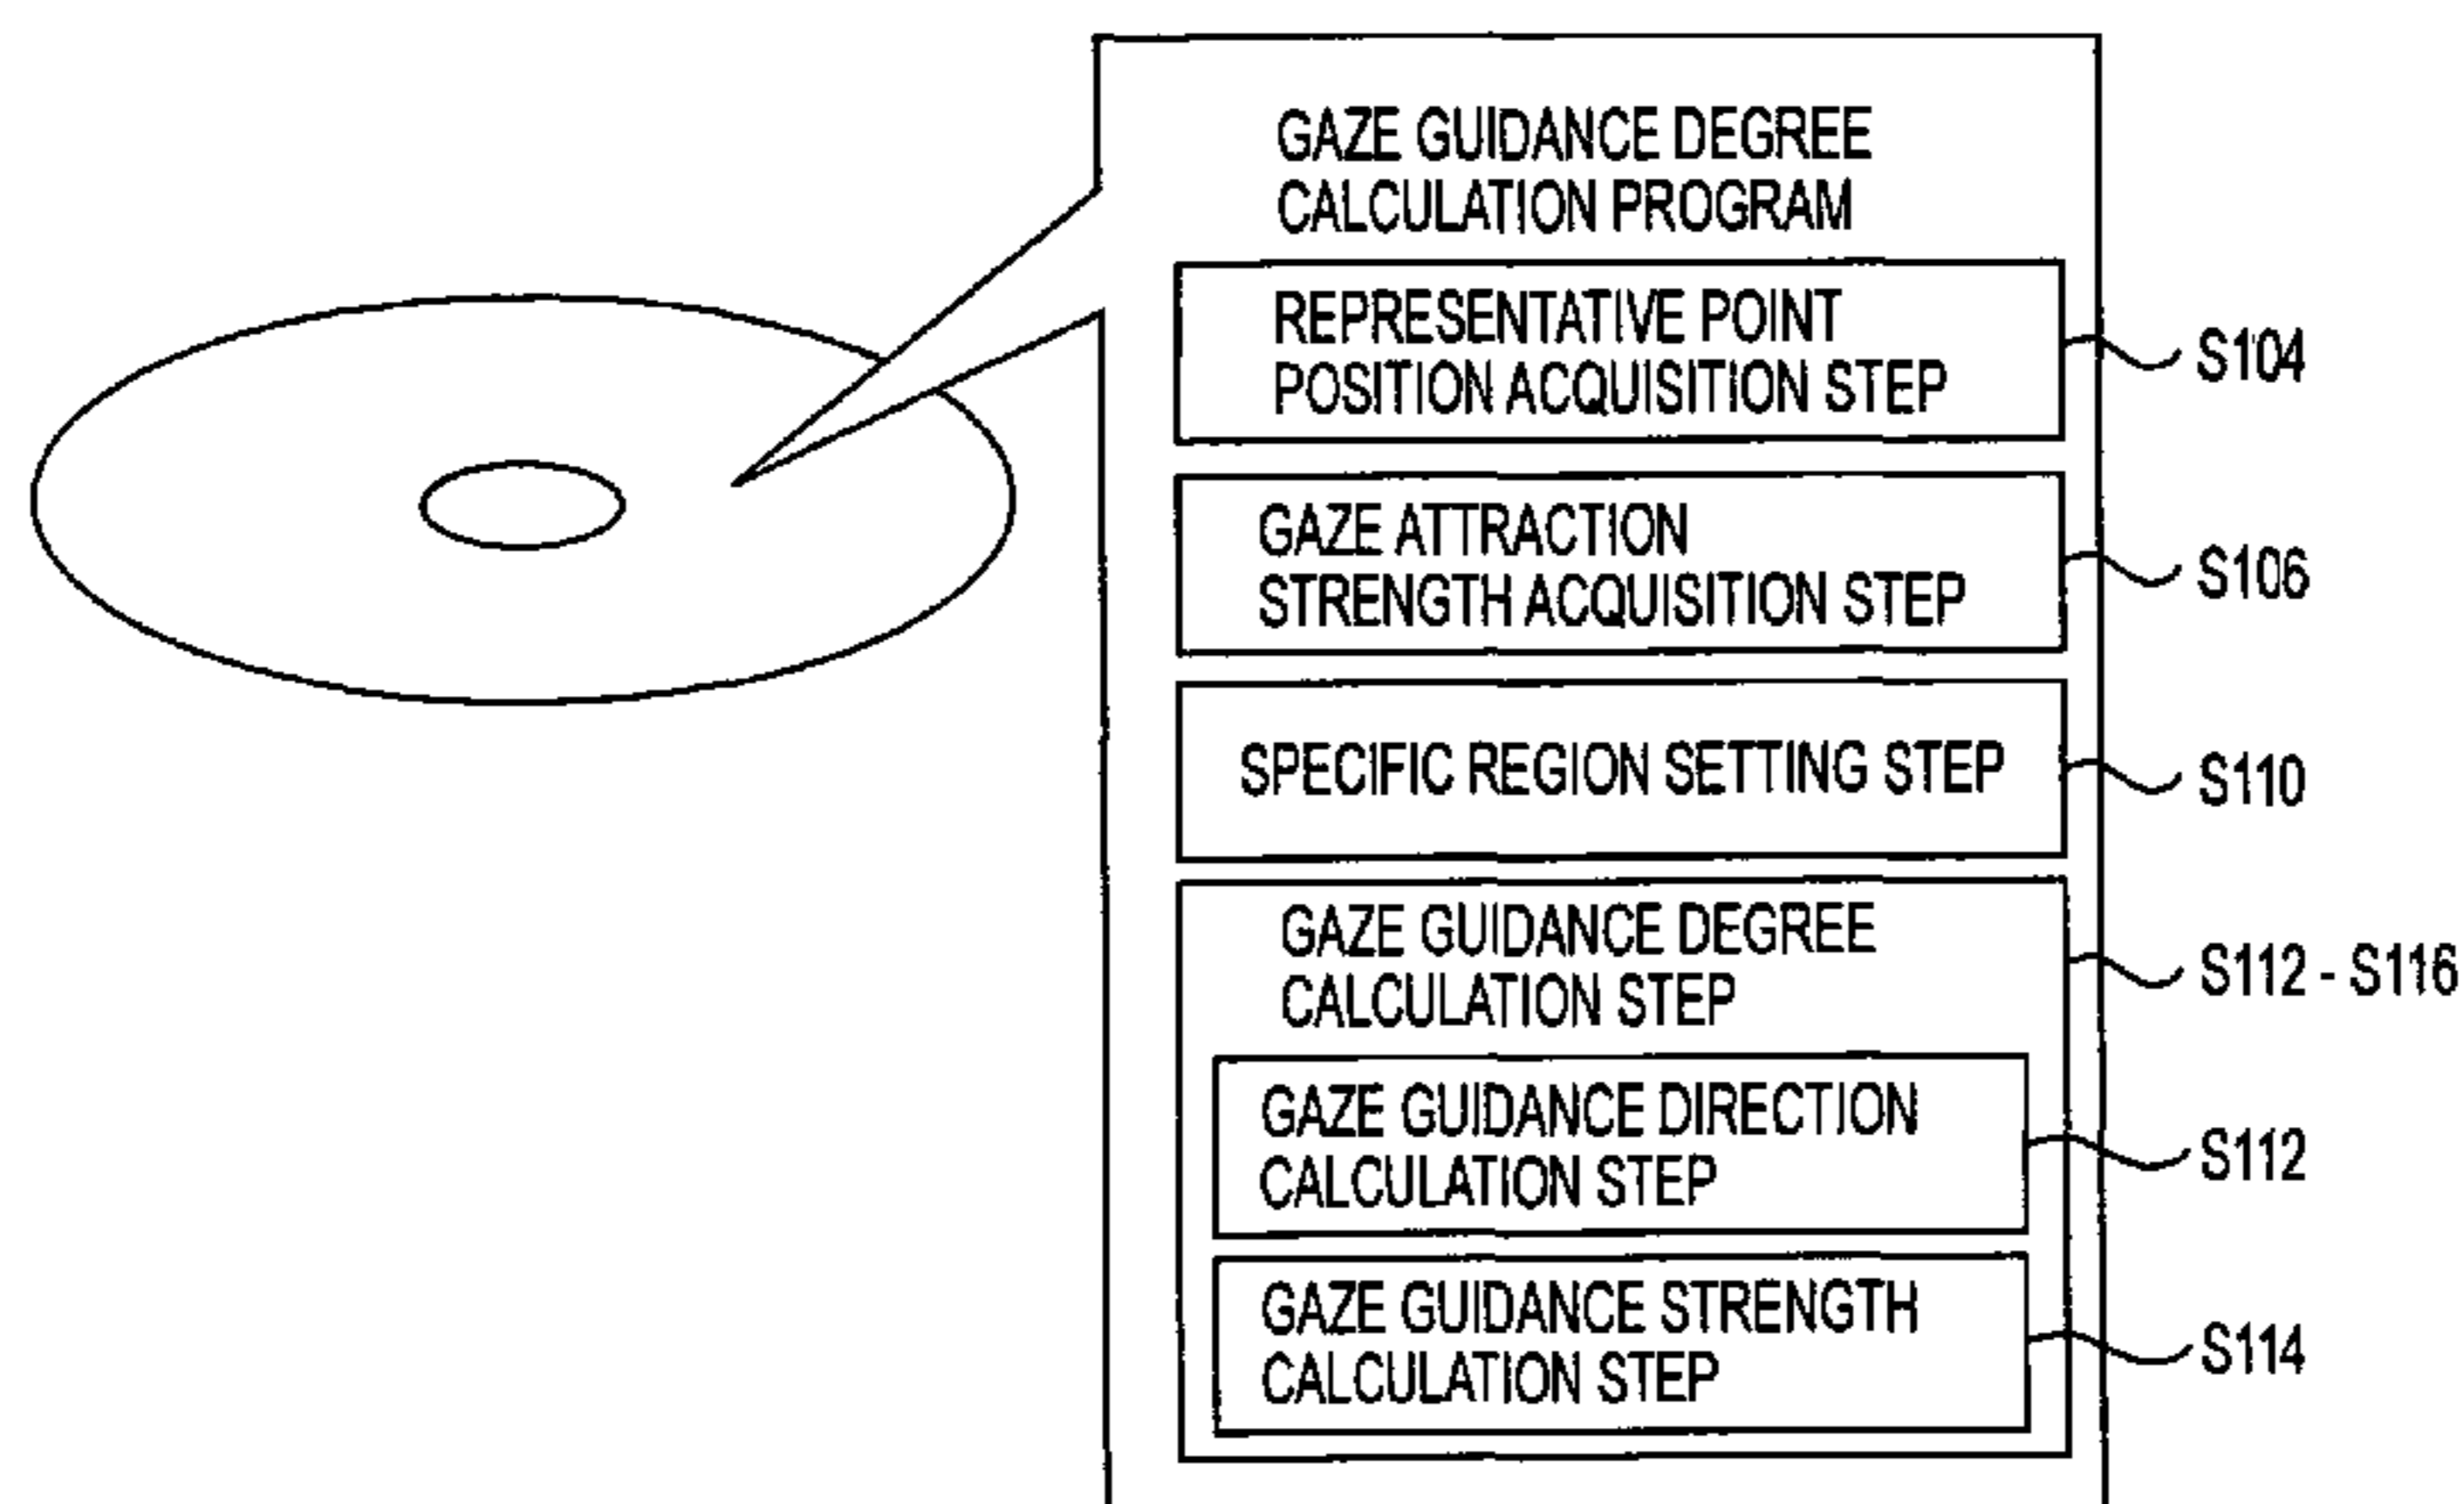 GAZE GUIDANCE DEGREE
CALCULATION PROGRAM
REPRESENTATIVE POINT
POSITION ACQUISITION STEP
S104
GAZE ATTRACTION
STRENGTH ACQUISITION STEP
S106
SPECIFIC REGION SETTING STEP
S110
GAZE GUIDANCE DEGREE
CALCULATION STEP
S112 - S116
GAZE GUIDANCE DIRECTION
CALCULATION STEP
S112
GAZE GUIDANCE STRENGTH
CALCULATION STEP
S114